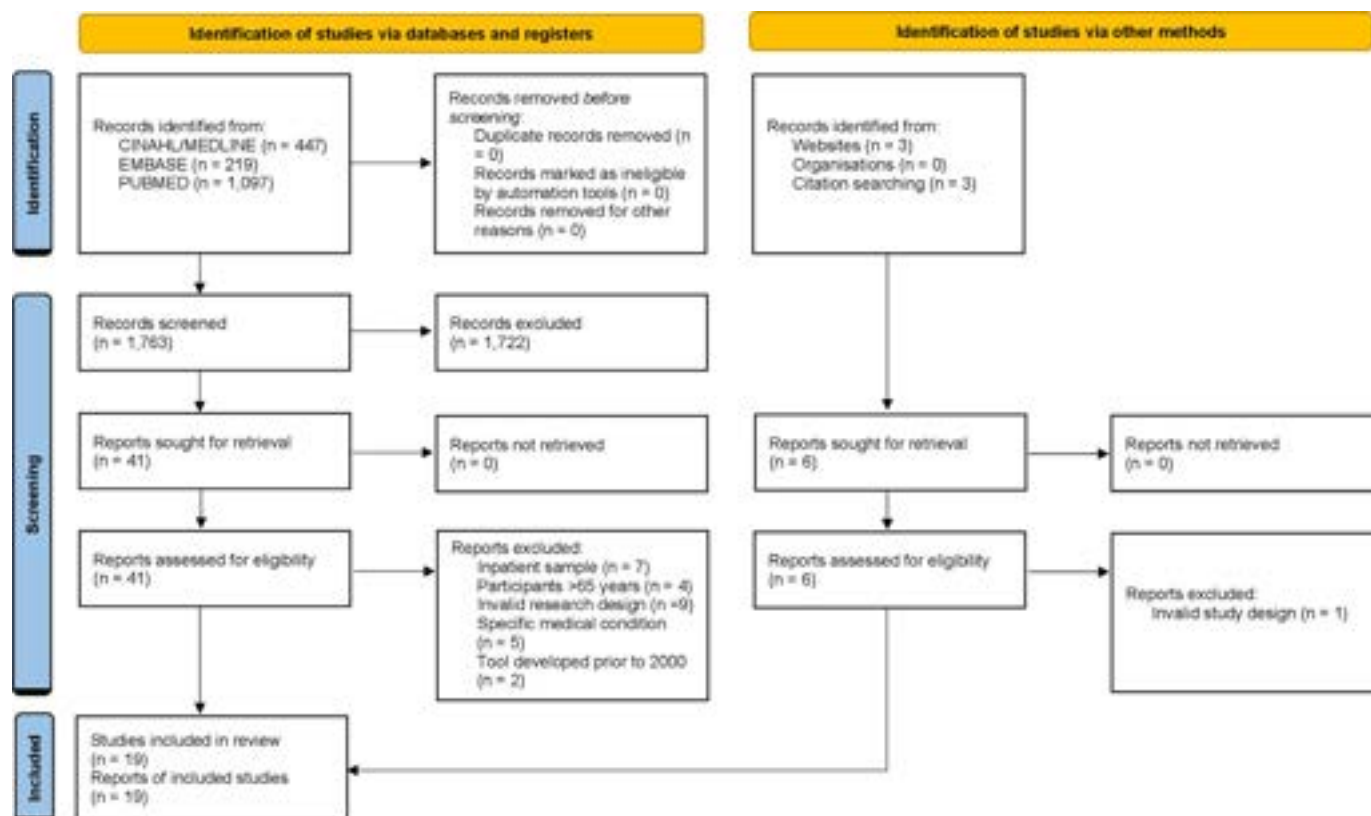 Identification of studies via databases and registers
Identification of studies via other methods
Identification
Records identified from:
CINAHL/MEDLINE (n = 447)
EMBASE (n = 219)
PUBMED (n = 1,097)
Records removed before
screening:
Duplicate records removed (n
= 0)
Records marked as ineligible
by automation tools (n = 0)
Records removed for other
reasons (n = 0)
Records identified from:
Websites (n = 3)
Organisations (n = 0)
Citation searching (n = 3)
Screening
Records screened
(n = 1,763)
Records excluded
(n = 1,722)
Reports sought for retrieval
(n = 41)
Reports not retrieved
(n = 0)
Reports sought for retrieval
(n = 6)
Reports not retrieved
(n = 0)
Reports assessed for eligibility
(n = 41)
Reports excluded:
Inpatient sample (n = 7)
Participants >65 years (n = 4)
Invalid research design (n =9)
Specific medical condition
(n = 5)
Tool developed prior to 2000
(n = 2)
Reports assessed for eligibility
(n = 6)
Reports excluded:
Invalid study design (n = 1)
Included
Studies included in review
(n = 19)
Reports of included studies
(n = 19)